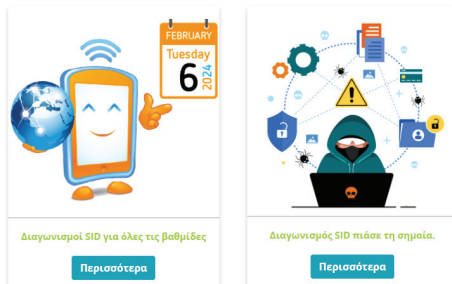 FEBRUARY
Tuesday
6
2024
Διαγωνισμοί SID για όλες τις βαθμίδες
Περισσότερα
Διαγωνισμός SID πιάσε τη σημαία.
Περισσότερα